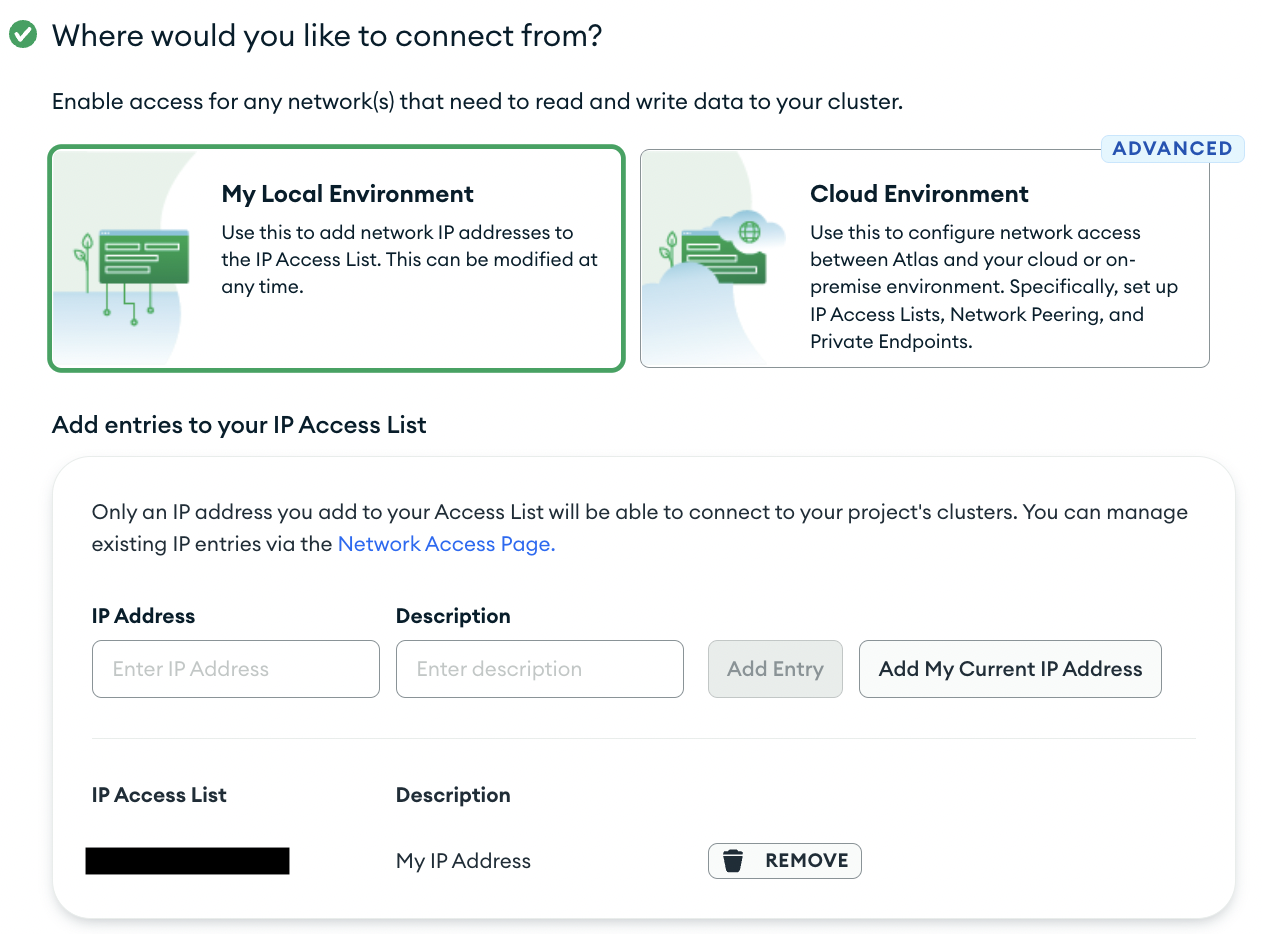 Where would you like to connect from?
Enable access for any network(s) that need to read and write data to your cluster.
ADVANCED
My Local Environment
Use this to add network IP addresses to
the IP Access List. This can be modified at
any time.
Cloud Environment
Use this to configure network access
between Atlas and your cloud or on-
premise environment. Specifically, set up
IP Access Lists, Network Peering, and
Private Endpoints.
Add entries to your IP Access List
Only an IP address you add to your Access List will be able to connect to your project's clusters. You can manage
existing IP entries via the Network Access Page.
IP Address Description
Enter IP Address Enter description Add Entry Add My Current IP Address
IP Access List Description
My IP Address REMOVE